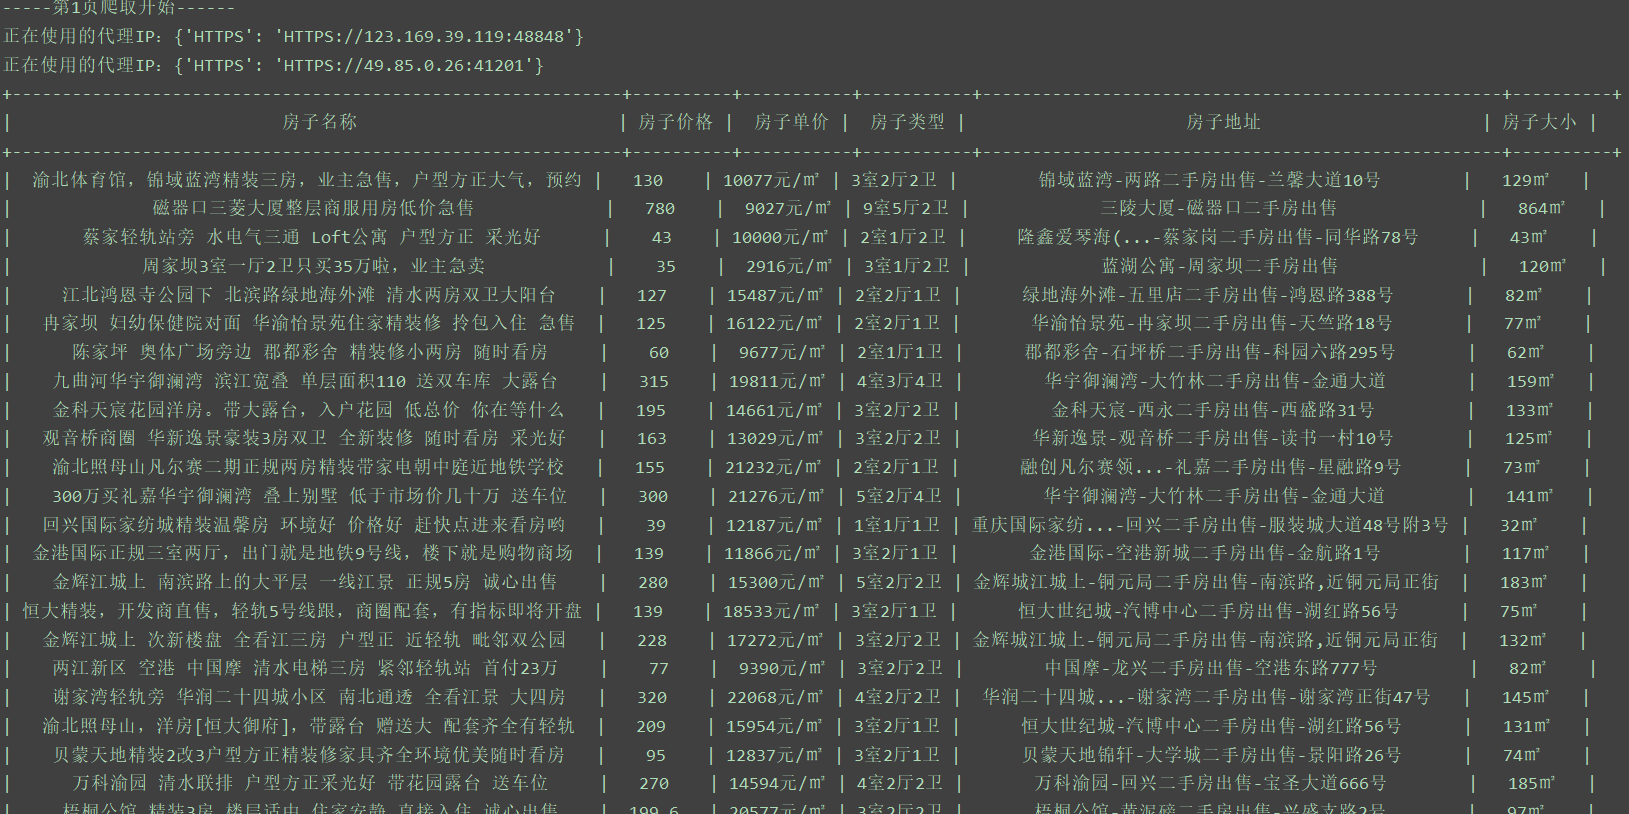 -----第1页爬取开始------
正在使用的代理IP: {'HTTPS': 'HTTPS://123.169.39.119:48848'}
正在使用的代理IP: {'HTTPS': 'HTTPS://49.85.0.26:41201'}
| 房子名称 | 房子价格 | 房子单价 | 房子类型 | 房子地址 | 房子大小 |
| 渝北体育馆，锦域蓝湾精装三房，业主急售，户型方正大气，预约 | 130 | 10077元/㎡ | 3室2厅2卫 | 锦域蓝湾-两路二手房出售-兰馨大道10号 | 129㎡ |
| 磁器口三菱大厦整层商服用房低价急售 | 780 | 9027元/㎡ | 9室5厅2卫 | 三陵大厦-磁器口二手房出售 | 864㎡ |
| 蔡家轻轨站旁 水电气三通 Loft公寓 户型方正 采光好 | 43 | 10000元/㎡ | 2室1厅2卫 | 隆鑫爱琴海(...-蔡家岗二手房出售-同华路78号 | 43㎡ |
| 周家坝3室一厅2卫只买35万啦，业主急卖 | 35 | 2916元/㎡ | 3室1厅2卫 | 蓝湖公寓-周家坝二手房出售 | 120㎡ |
| 江北鸿恩寺公园下 北滨路绿地海外滩 清水两房双卫大阳台 | 127 | 15487元/㎡ | 2室2厅1卫 | 绿地海外滩-五里店二手房出售-鸿恩路388号 | 82㎡ |
| 冉家坝 妇幼保健院对面 华渝怡景苑住家精装修 拎包入住 急售 | 125 | 16122元/㎡ | 2室2厅1卫 | 华渝怡景苑-冉家坝二手房出售-天竺路18号 | 77㎡ |
| 陈家坪 奥体广场旁边 郡都彩舍 精装修小两房 随时看房 | 60 | 9677元/㎡ | 2室1厅1卫 | 郡都彩舍-石坪桥二手房出售-科园六路295号 | 62㎡ |
| 九曲河华宇御澜湾 滨江宽叠 单层面积110 送双车库 大露台 | 315 | 19811元/㎡ | 4室3厅4卫 | 华宇御澜湾-大竹林二手房出售-金通大道 | 159㎡ |
| 金科天宸花园洋房。带大露台，入户花园 低总价 你在等什么 | 195 | 14661元/㎡ | 3室2厅2卫 | 金科天宸-西永二手房出售-西盛路31号 | 133㎡ |
| 观音桥商圈 华新逸景豪装3房双卫 全新装修 随时看房 采光好 | 163 | 13029元/㎡ | 3室2厅2卫 | 华新逸景-观音桥二手房出售-读书一村10号 | 125㎡ |
| 渝北照母山凡尔赛二期正规两房精装带家电朝中庭近地铁学校 | 155 | 21232元/㎡ | 2室2厅1卫 | 融创凡尔赛领...-礼嘉二手房出售-星融路9号 | 73㎡ |
| 300万买礼嘉华宇御澜湾 叠上别墅 低于市场价几十万 送车位 | 300 | 21276元/㎡ | 5室2厅4卫 | 华宇御澜湾-大竹林二手房出售-金通大道 | 141㎡ |
| 回兴国际家纺城精装温馨房 环境好 价格好 赶快点进来看房哟 | 39 | 12187元/㎡ | 1室1厅1卫 | 重庆国际家纺...-回兴二手房出售-服装城大道48号附3号 | 32㎡ |
| 金港国际正规三室两厅，出门就是地铁9号线，楼下就是购物商场 | 139 | 11866元/㎡ | 3室2厅1卫 | 金港国际-空港新城二手房出售-金航路1号 | 117㎡ |
| 金辉江城上 南滨路上的大平层 一线江景 正规5房 诚心出售 | 280 | 15300元/㎡ | 5室2厅2卫 | 金辉城江城上-铜元局二手房出售-南滨路,近铜元局正街 | 183㎡ |
| 恒大精装，开发商直售，轻轨5号线跟，商圈配套，有指标即将开盘 | 139 | 18533元/㎡ | 3室2厅1卫 | 恒大世纪城-汽博中心二手房出售-湖红路56号 | 75㎡ |
| 金辉江城上 次新楼盘 全看江三房 户型正 近轻轨 毗邻双公园 | 228 | 17272元/㎡ | 3室2厅2卫 | 金辉城江城上-铜元局二手房出售-南滨路,近铜元局正街 | 132㎡ |
| 两江新区 空港 中国摩 清水电梯三房 紧邻轻轨站 首付23万 | 77 | 9390元/㎡ | 3室2厅2卫 | 中国摩-龙兴二手房出售-空港东路777号 | 82㎡ |
| 谢家湾轻轨旁 华润二十四城小区 南北通透 全看江景 大四房 | 320 | 22068元/㎡ | 4室2厅2卫 | 华润二十四城...-谢家湾二手房出售-谢家湾正街47号 | 145㎡ |
| 渝北照母山，洋房[恒大御府]，带露台 赠送大 配套齐全有轻轨 | 209 | 15954元/㎡ | 3室2厅1卫 | 恒大世纪城-汽博中心二手房出售-湖红路56号 | 131㎡ |
| 贝蒙天地精装2改3户型方正精装修家具齐全环境优美随时看房 | 95 | 12837元/㎡ | 3室2厅1卫 | 贝蒙天地锦轩-大学城二手房出售-景阳路26号 | 74㎡ |
| 万科渝园 清水联排 户型方正采光好 带花园露台 送车位 | 270 | 14594元/㎡ | 4室2厅2卫 | 万科渝园-回兴二手房出售-宝圣大道666号 | 185㎡ |
| 梧桐公馆 精装3房 楼层适中 住家安静 直接入住 诚心出售 | 199.6 | 20577元/㎡ | 3室2厅2卫 | 梧桐公馆-黄泥磅二手房出售-兴盛支路2号 | 97㎡ |